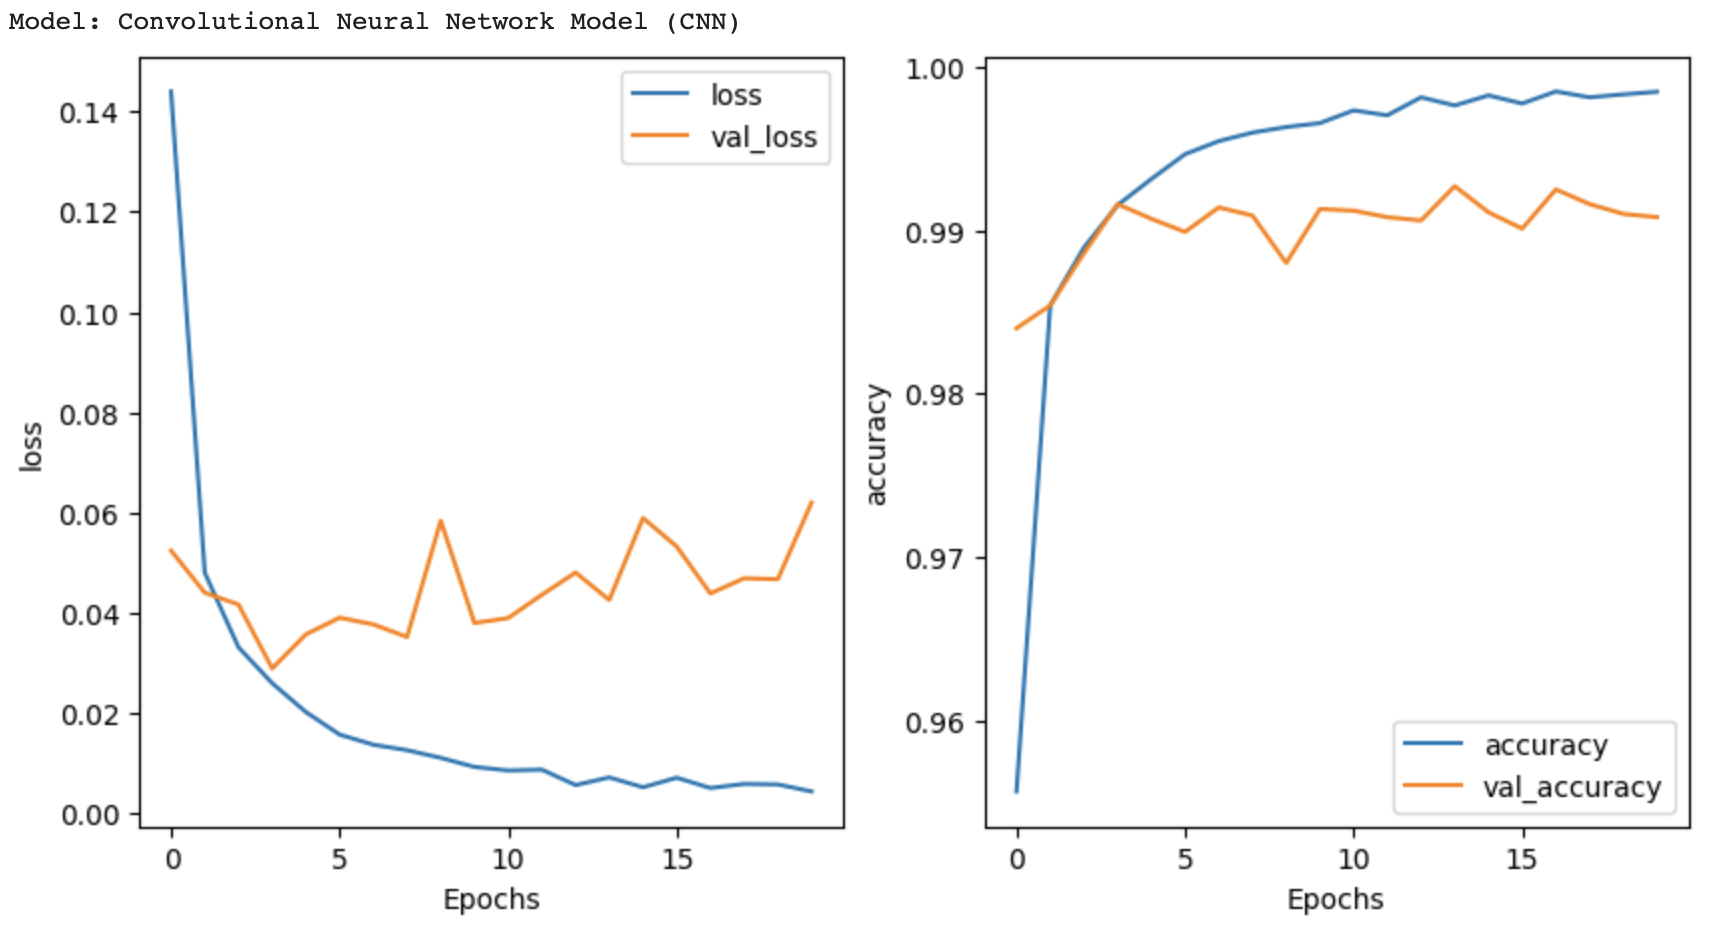 Model: Convolutional Neural Network Model (CNN)
loss
val_loss
0.14
0.12
0.10
0.08
0.06
0.04
0.02
0.00
loss
0
5
10
15
Epochs
1.00
0.99
0.98
0.97
0.96
accuracy
accuracy
val_accuracy
0
5
10
15
Epochs